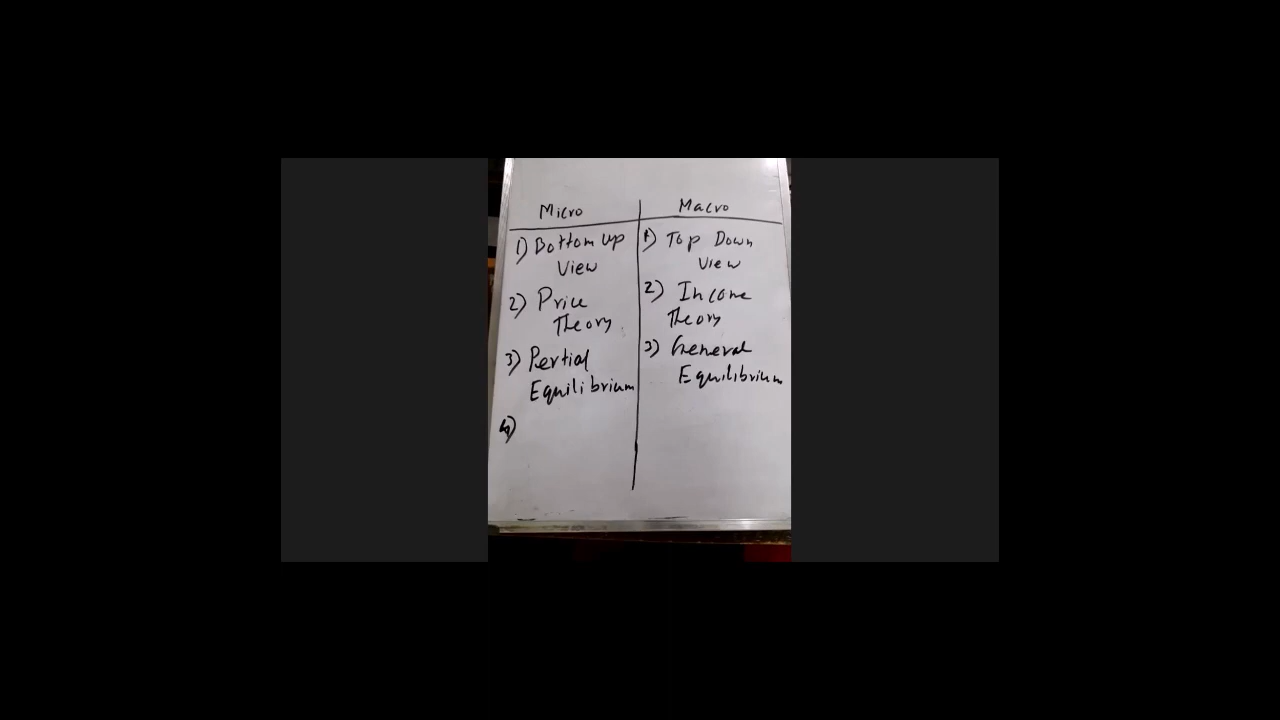 Micro Macro
1) Bottom up
View
2) Price
Theory
3) Pertial
Equilibrium
4)
1) Top Down
View
2) Income
Theory
3) General
Equilibrium